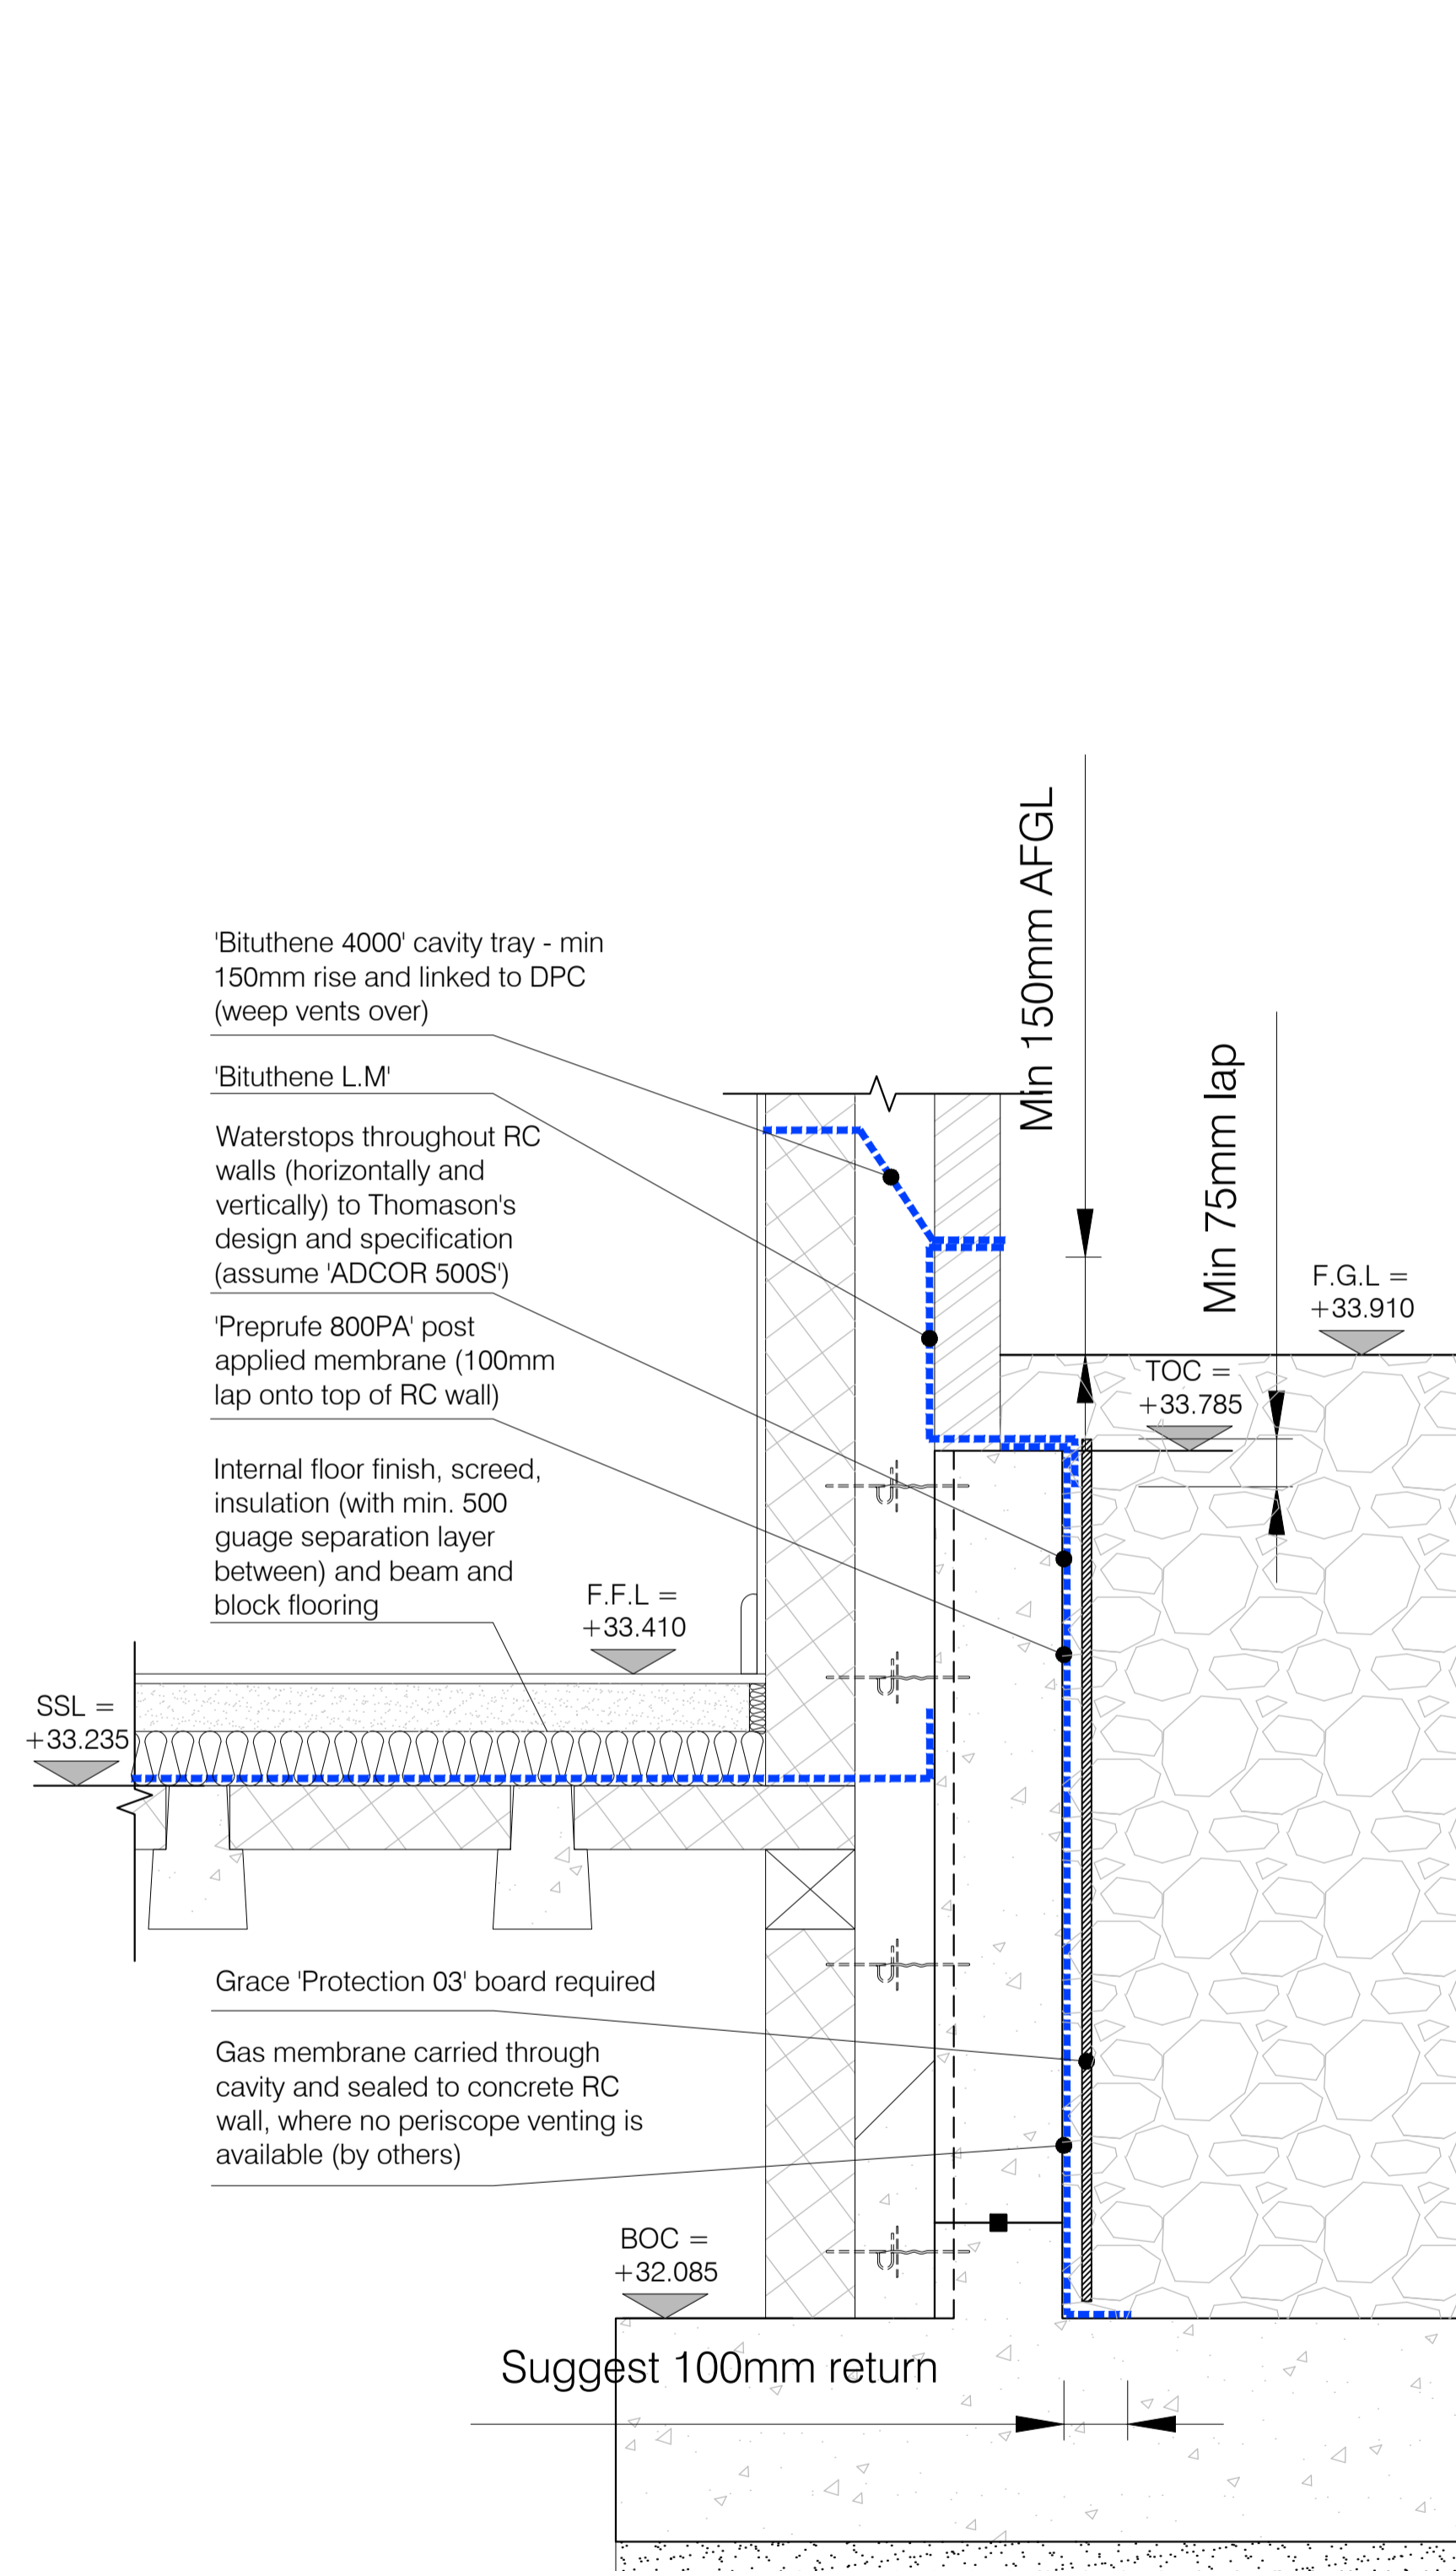 Min 150mm AFGL
'Bituthene 4000' cavity tray - min
150mm rise and linked to DPC
(weep vents over)
'Bituthene L.M'
Min 75mm lap
Waterstops throughout RC
walls (horizontally and
vertically) to Thomason's
design and specification
(assume 'ADCOR 500S')
F.G.L =
+33.910
'Preprufe 800PA' post
applied membrane (100mm
lap onto top of RC wall)
TOC =
+33.785
Internal floor finish, screed,
insulation (with min. 500
guage separation layer
between) and beam and
block flooring
F.F.L =
+33.410
SSL =
+33.235
Grace 'Protection 03' board required
Gas membrane carried through
cavity and sealed to concrete RC
wall, where no periscope venting is
available (by others)
BOC =
+32.085
Suggest 100mm return